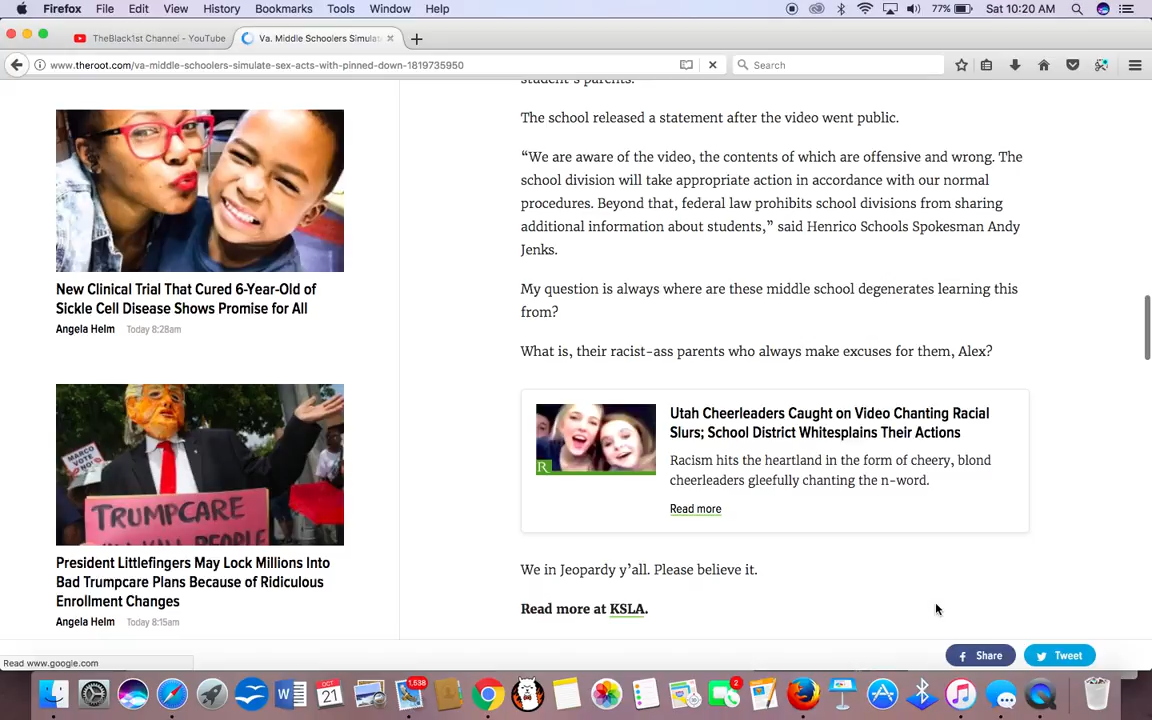 Firefox File Edit View History Bookmarks Tools Window Help 77% Sat 10:20 AM
TheBlack1st Channel - YouTube Va. Middle Schoolers Simulat
www.theroot.com/va-middle-schoolers-simulate-sex-acts-with-pinned-down-1819735950 Search
student's parents.
The school released a statement after the video went public.
“We are aware of the video, the contents of which are offensive and wrong. The
school division will take appropriate action in accordance with our normal
procedures. Beyond that, federal law prohibits school divisions from sharing
additional information about students,” said Henrico Schools Spokesman Andy
Jenks.
My question is always where are these middle school degenerates learning this
from?
What is, their racist-ass parents who always make excuses for them, Alex?
Utah Cheerleaders Caught on Video Chanting Racial
Slurs; School District Whitesplains Their Actions
Racism hits the heartland in the form of cheery, blond
cheerleaders gleefully chanting the n-word.
Read more
R
We in Jeopardy y’all. Please believe it.
Read more at KSLA.
New Clinical Trial That Cured 6-Year-Old of
Sickle Cell Disease Shows Promise for All
Angela Helm Today 8:28am
MARCO
VOTE
NO!
TRUMPCARE
PEOPLE
President Littlefingers May Lock Millions Into
Bad Trumpcare Plans Because of Ridiculous
Enrollment Changes
Angela Helm Today 8:15am
Share Tweet
Read www.google.com
OCT
21
1,538
2